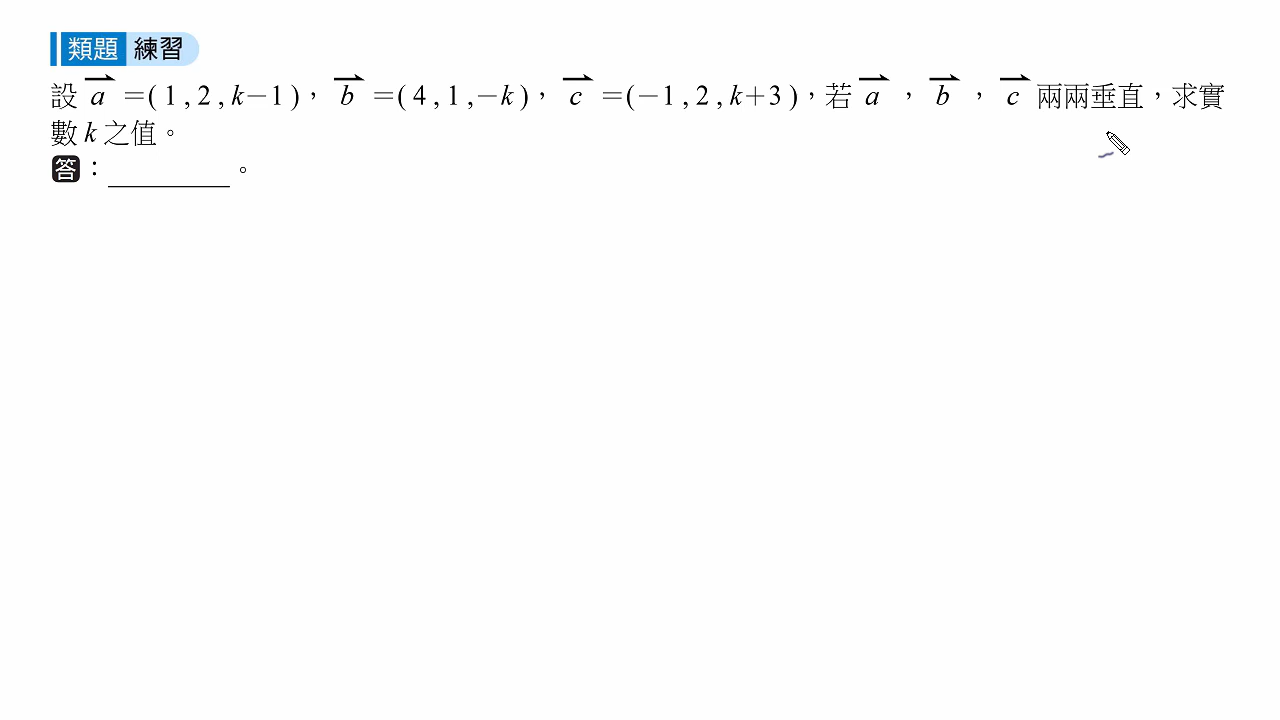 類題 練習
設 a =( 1 , 2 , k－1 )， b =( 4 , 1 ,－k )， c =(－1 , 2 , k+3 )，若 a ， b ， c 兩兩垂直，求實
數 k 之值。
答：＿＿＿＿＿。